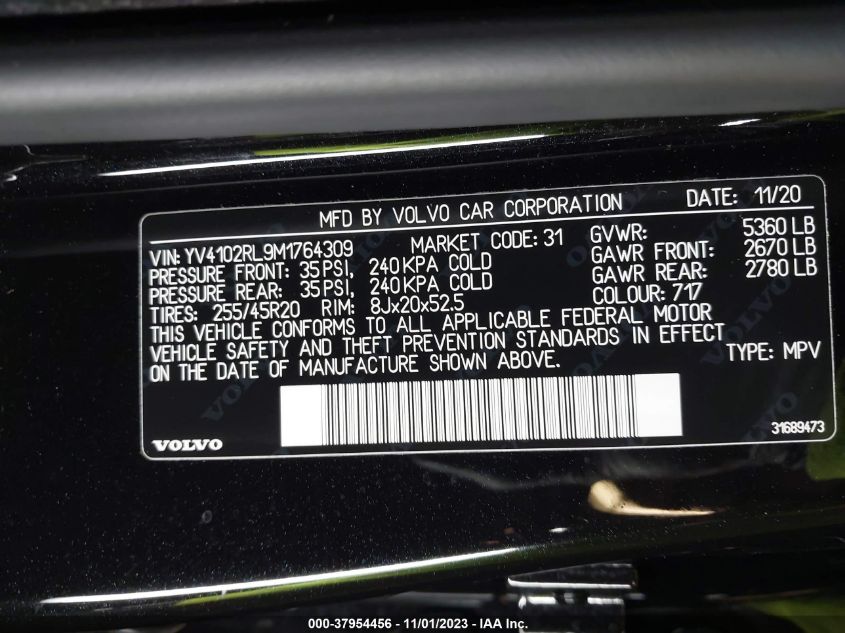 MFD BY VOLVO CAR CORPORATION DATE: 11/20
VIN: YV4102RL9M1764309 MARKET CODE: 31 GVWR: 5360 LB
PRESSURE FRONT: 35 PSI, 240 KPA COLD GAWR FRONT: 2670 LB
PRESSURE REAR: 35 PSI, 240 KPA COLD GAWR REAR: 2780 LB
TIRES: 255/45R20 RIM: 8Jx20x52.5 COLOUR: 717
THIS VEHICLE CONFORMS TO ALL APPLICABLE FEDERAL MOTOR
VEHICLE SAFETY AND THEFT PREVENTION STANDARDS IN EFFECT
ON THE DATE OF MANUFACTURE SHOWN ABOVE. TYPE: MPV
VOLVO 31689473
000-37954456 - 11/01/2023 - IAA Inc.